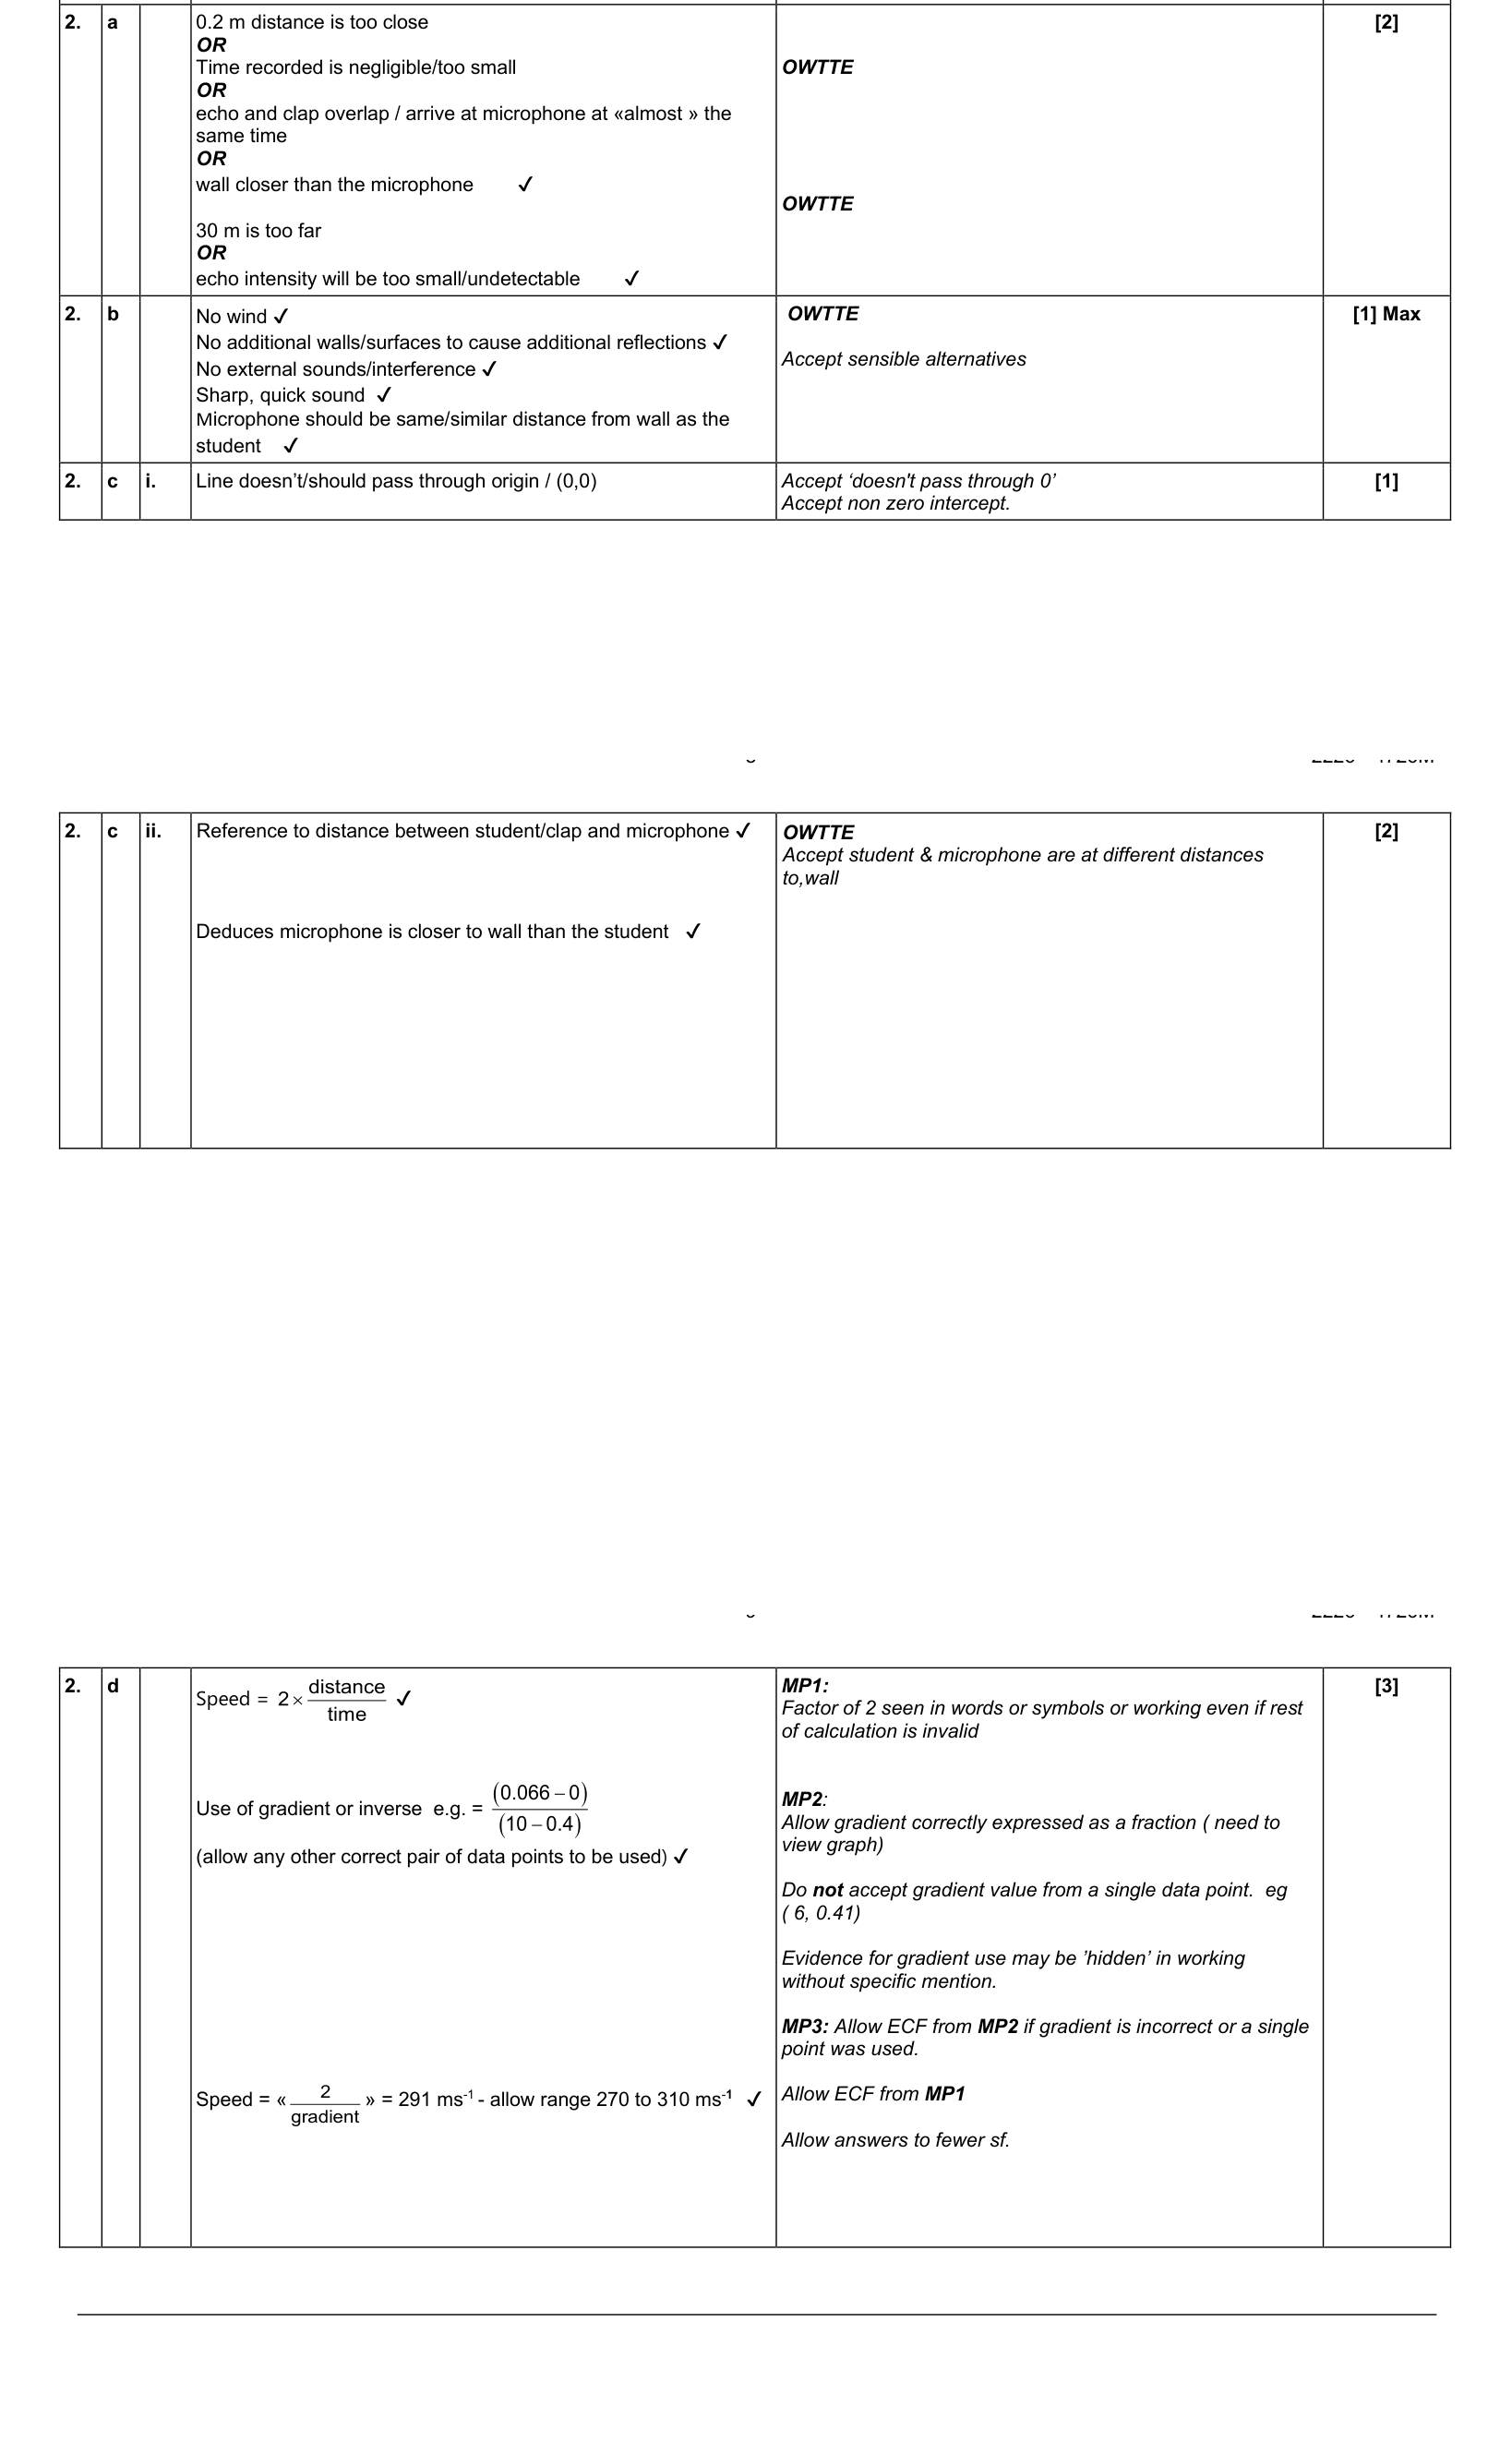 2. a 0.2 m distance is too close [2]
OR
Time recorded is negligible/too small OWTTE
OR
echo and clap overlap / arrive at microphone at «almost » the
same time
OR
wall closer than the microphone ✓
OWTTE
30 m is too far
OR
echo intensity will be too small/undetectable ✓
2. b No wind ✓ OWTTE [1] Max
No additional walls/surfaces to cause additional reflections ✓
Accept sensible alternatives
No external sounds/interference ✓
Sharp, quick sound ✓
Microphone should be same/similar distance from wall as the
student ✓
2. c i. Line doesn’t/should pass through origin / (0,0) Accept ‘doesn't pass through 0’ [1]
Accept non zero intercept.
2. c ii. Reference to distance between student/clap and microphone ✓ OWTTE [2]
Accept student & microphone are at different distances
to,wall
Deduces microphone is closer to wall than the student ✓
2. d Speed = 2 × distance / time ✓ MP1: [3]
Factor of 2 seen in words or symbols or working even if rest
of calculation is invalid
Use of gradient or inverse e.g. = (0.066 – 0) / (10 – 0.4) MP2:
Allow gradient correctly expressed as a fraction ( need to
view graph)
(allow any other correct pair of data points to be used) ✓
Do not accept gradient value from a single data point. eg
( 6, 0.41)
Evidence for gradient use may be ’hidden’ in working
without specific mention.
MP3: Allow ECF from MP2 if gradient is incorrect or a single
point was used.
Speed = « 2 / gradient » = 291 ms-1 - allow range 270 to 310 ms-1 ✓ Allow ECF from MP1
Allow answers to fewer sf.